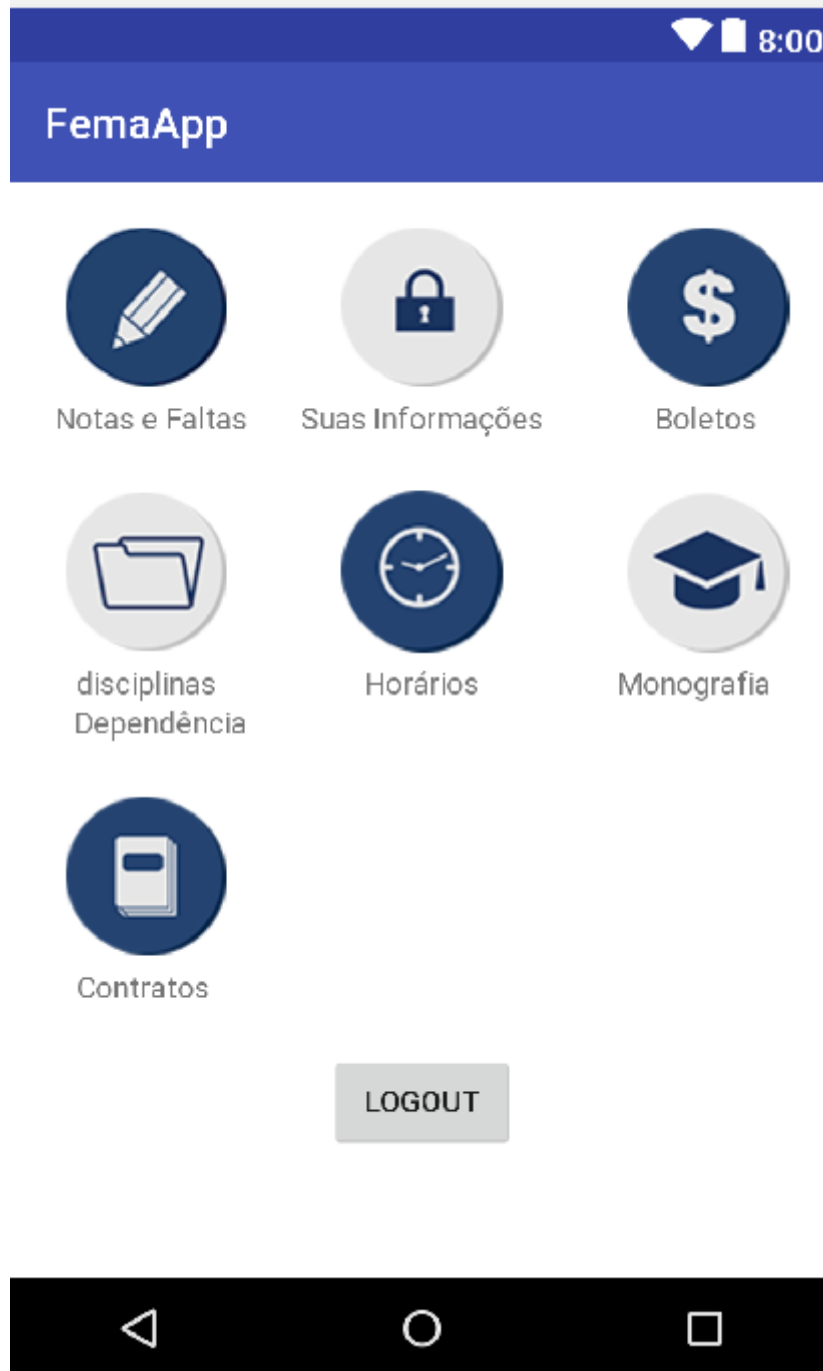 8:00
FemaApp
Notas e Faltas
Suas Informações
Boletos
disciplinas
Dependência
Horários
Monografia
Contratos
LOGOUT